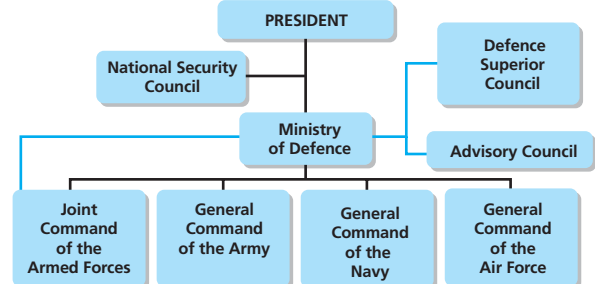 PRESIDENT
National Security
Council
Defence
Superior
Council
Ministry
of Defence
Advisory Council
Joint
Command
of the
Armed Forces
General
Command
of the Army
General
Command
of the
Navy
General
Command
of the
Air Force